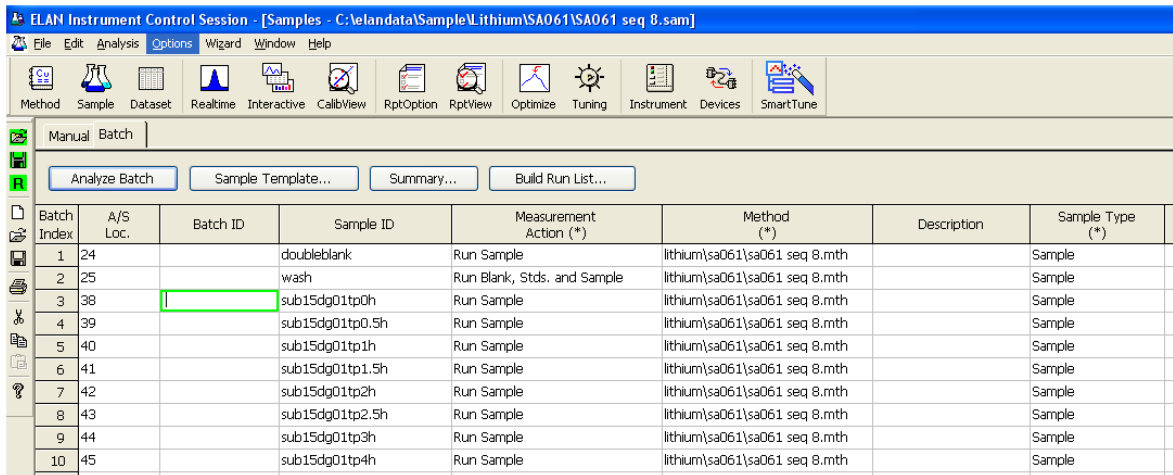 ELAN Instrument Control Session - [Samples - C:\elandata\Sample\Lithium\SA061\SA061 seq 8.sam]
File Edit Analysis Options Wizard Window Help
Method Sample Dataset Realtime Interactive CalibView RptOption RptView Optimize Tuning Instrument Devices SmartTune
Manual Batch
R
Analyze Batch Sample Template... Summary... Build Run List...
Batch Index A/S Loc. Batch ID Sample ID Measurement Action (*) Method (*) Description Sample Type (*)
1 24 doubleblank Run Sample lithium\sa061\sa061 seq 8.mth Sample
2 25 wash Run Blank, Stds. and Sample lithium\sa061\sa061 seq 8.mth Sample
3 38 sub15dg01tp0h Run Sample lithium\sa061\sa061 seq 8.mth Sample
4 39 sub15dg01tp0.5h Run Sample lithium\sa061\sa061 seq 8.mth Sample
5 40 sub15dg01tp1h Run Sample lithium\sa061\sa061 seq 8.mth Sample
6 41 sub15dg01tp1.5h Run Sample lithium\sa061\sa061 seq 8.mth Sample
7 42 sub15dg01tp2h Run Sample lithium\sa061\sa061 seq 8.mth Sample
8 43 sub15dg01tp2.5h Run Sample lithium\sa061\sa061 seq 8.mth Sample
9 44 sub15dg01tp3h Run Sample lithium\sa061\sa061 seq 8.mth Sample
10 45 sub15dg01tp4h Run Sample lithium\sa061\sa061 seq 8.mth Sample